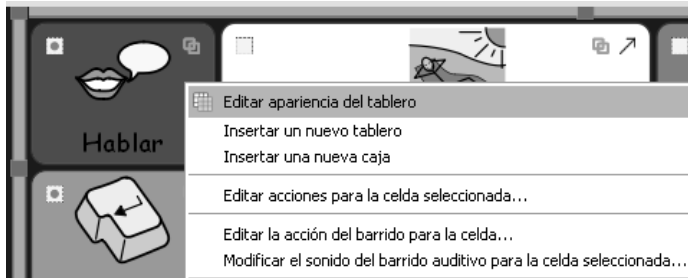 Hablar
Editar apariencia del tablero
Insertar un nuevo tablero
Insertar una nueva caja
Editar acciones para la celda seleccionada...
Editar la acción del barrido para la celda...
Modificar el sonido del barrido auditivo para la celda seleccionada...